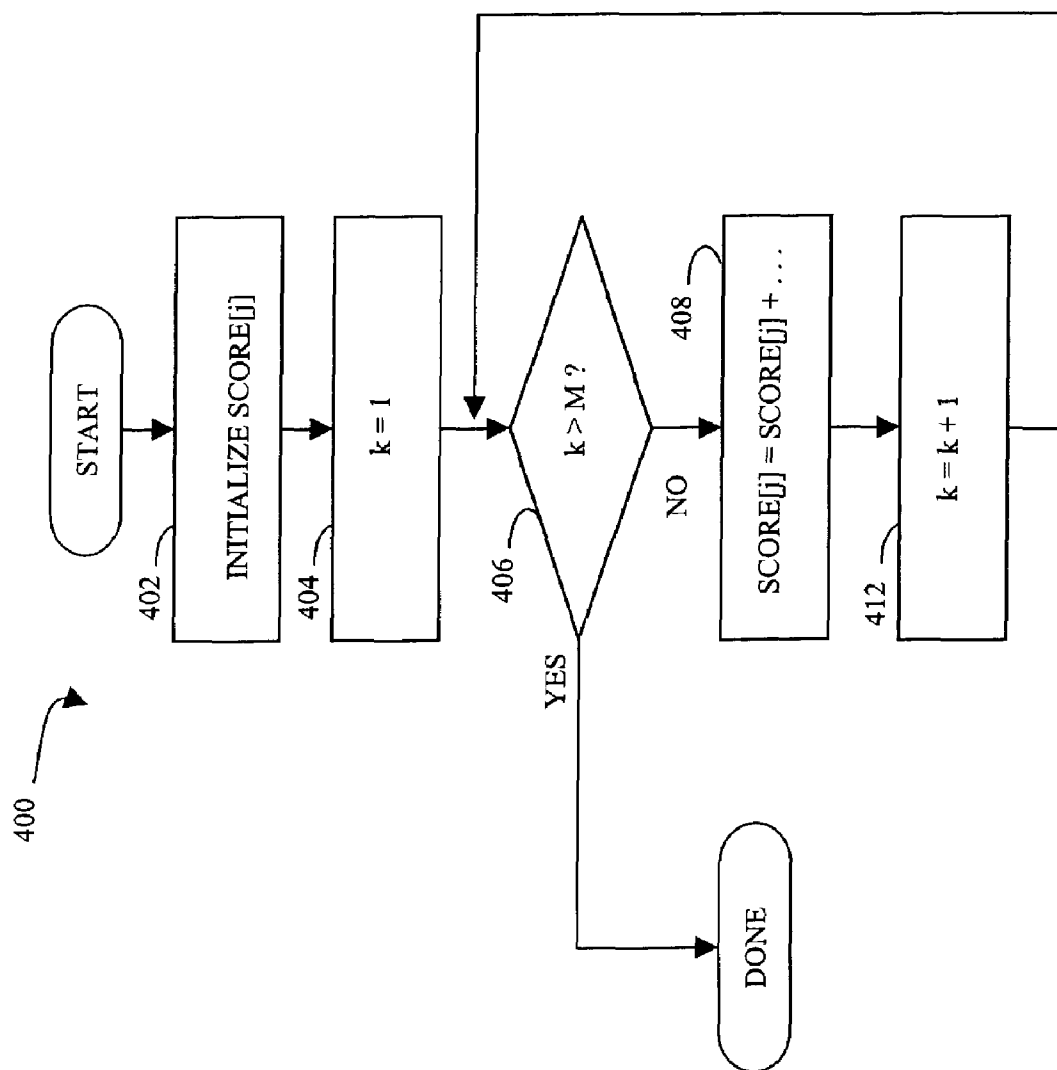 400
START
402
INITIALIZE SCORE[j]
404
k = 1
406
k > M ?
YES
NO
DONE
408
SCORE[j] = SCORE[j] + . . .
412
k = k + 1